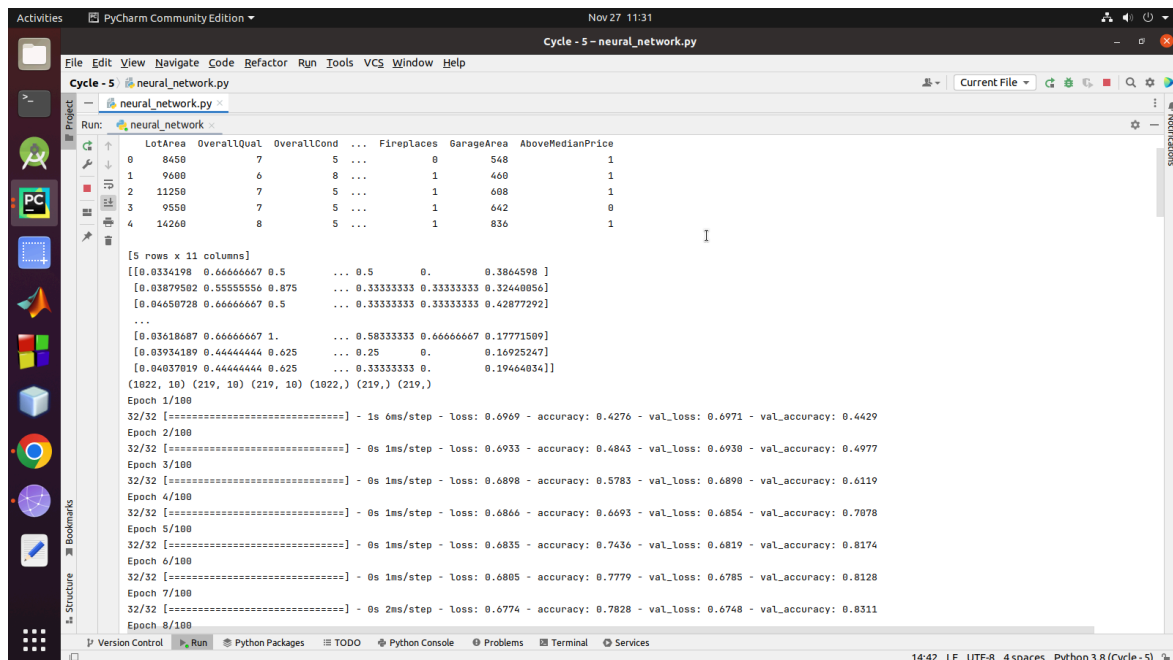 Activities PyCharm Community Edition Nov 27 11:31
Cycle - 5 – neural_network.py
File Edit View Navigate Code Refactor Run Tools VCS Window Help
Cycle - 5 neural_network.py Current File
Project neural_network.py
Notifications
Run: neural_network
LotArea OverallQual OverallCond ... Fireplaces GarageArea AboveMedianPrice
0 8450 7 5 ... 0 548 1
1 9600 6 8 ... 1 460 1
2 11250 7 5 ... 1 608 1
3 9550 7 5 ... 1 642 0
4 14260 8 5 ... 1 836 1
[5 rows x 11 columns]
[[0.0334198 0.66666667 0.5 ... 0.5 0. 0.3864598 ]
[0.03879502 0.55555556 0.875 ... 0.33333333 0.33333333 0.32440056]
[0.04650728 0.66666667 0.5 ... 0.33333333 0.33333333 0.42877292]
...
[0.03618687 0.66666667 1. ... 0.58333333 0.66666667 0.17771509]
[0.03934189 0.44444444 0.625 ... 0.25 0. 0.16925247]
[0.04037019 0.44444444 0.625 ... 0.33333333 0. 0.19464034]]
(1022, 10) (219, 10) (219, 10) (1022,) (219,) (219,)
Epoch 1/100
32/32 [==============================] - 1s 6ms/step - loss: 0.6969 - accuracy: 0.4276 - val_loss: 0.6971 - val_accuracy: 0.4429
Epoch 2/100
32/32 [==============================] - 0s 1ms/step - loss: 0.6933 - accuracy: 0.4843 - val_loss: 0.6930 - val_accuracy: 0.4977
Epoch 3/100
32/32 [==============================] - 0s 1ms/step - loss: 0.6898 - accuracy: 0.5783 - val_loss: 0.6890 - val_accuracy: 0.6119
Epoch 4/100
32/32 [==============================] - 0s 1ms/step - loss: 0.6866 - accuracy: 0.6693 - val_loss: 0.6854 - val_accuracy: 0.7078
Epoch 5/100
32/32 [==============================] - 0s 1ms/step - loss: 0.6835 - accuracy: 0.7436 - val_loss: 0.6819 - val_accuracy: 0.8174
Epoch 6/100
32/32 [==============================] - 0s 1ms/step - loss: 0.6805 - accuracy: 0.7779 - val_loss: 0.6785 - val_accuracy: 0.8128
Epoch 7/100
32/32 [==============================] - 0s 2ms/step - loss: 0.6774 - accuracy: 0.7828 - val_loss: 0.6748 - val_accuracy: 0.8311
Epoch 8/100
Bookmarks
Structure
Version Control Run Python Packages TODO Python Console Problems Terminal Services
14:42 LF UTF-8 4 spaces Python 3.8 (Cycle - 5)
PC